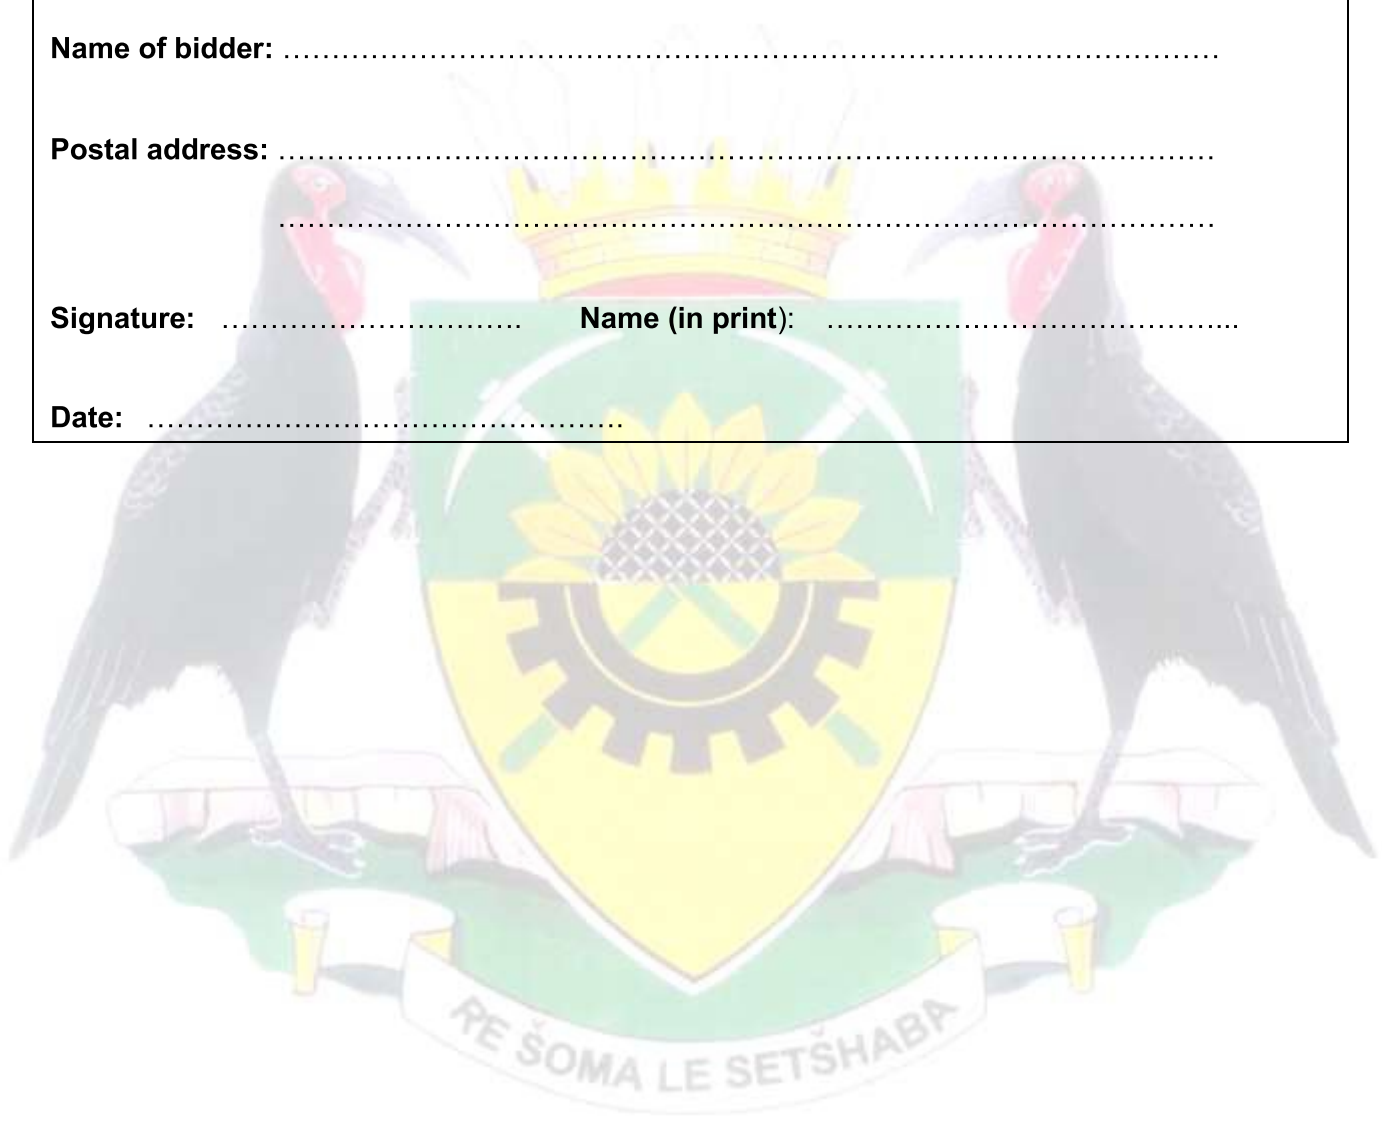 Name of bidder: ……………………………………………………………………………………
Postal address: ……………………………………………………………………………………
……………………………………………………………………………………
Signature: …………………………. Name (in print): …………………………………...
Date: ………………………………………….
RE ŠOMA LE SETŠHABA